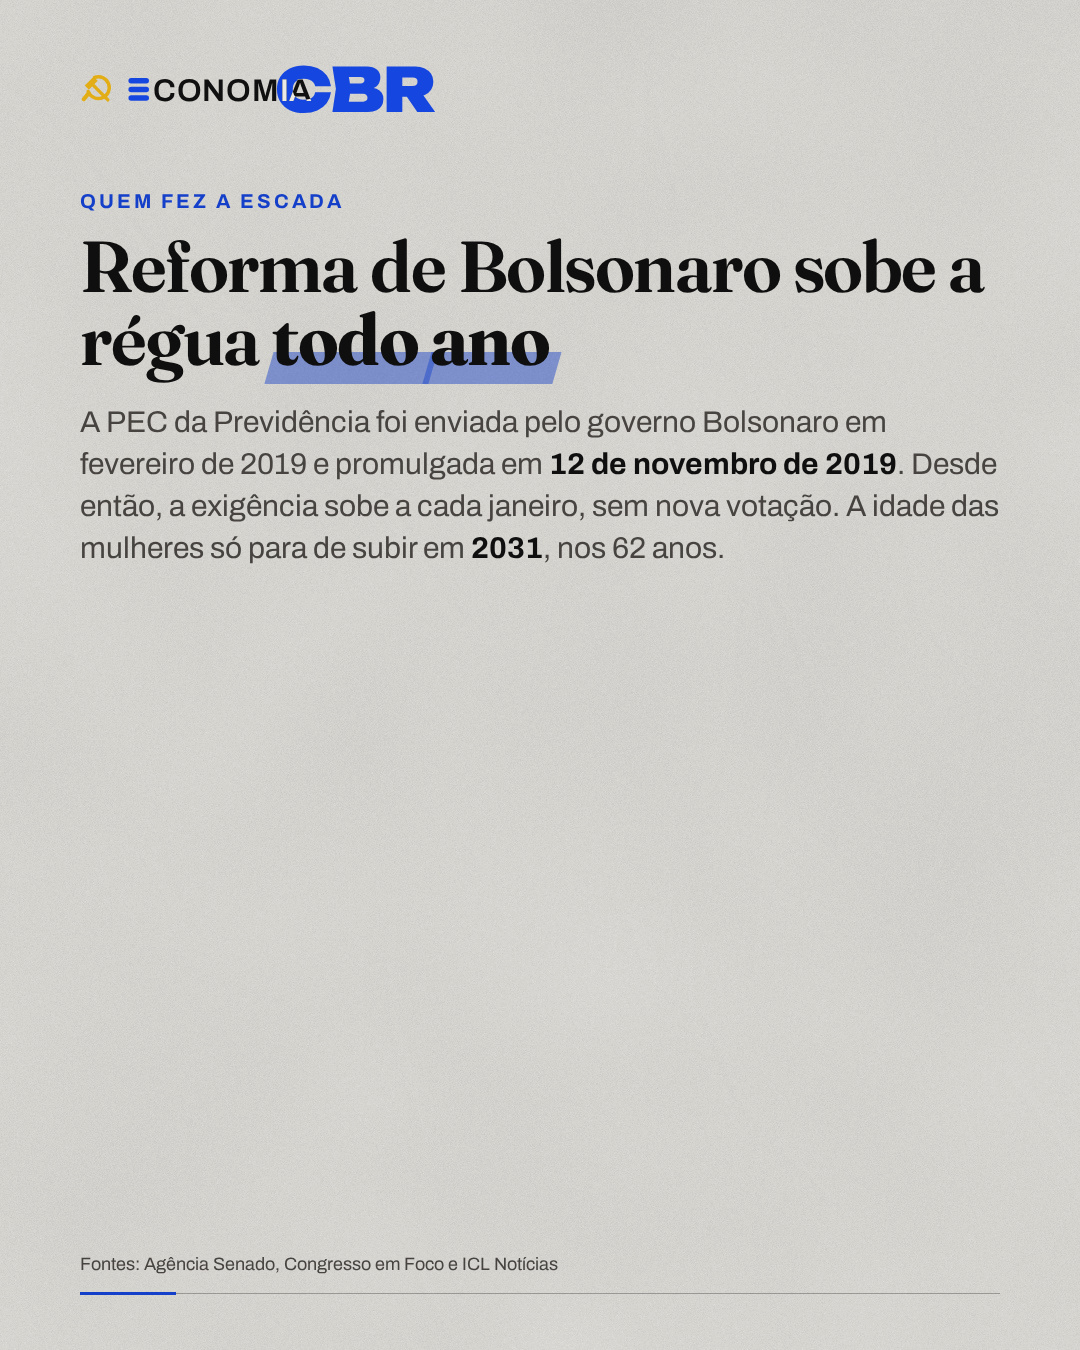 ECONOMIA CBR
QUEM FEZ A ESCADA
Reforma de Bolsonaro sobe a
régua todo ano
A PEC da Previdência foi enviada pelo governo Bolsonaro em
fevereiro de 2019 e promulgada em 12 de novembro de 2019. Desde
então, a exigência sobe a cada janeiro, sem nova votação. A idade das
mulheres só para de subir em 2031, nos 62 anos.
Fontes: Agência Senado, Congresso em Foco e ICL Notícias